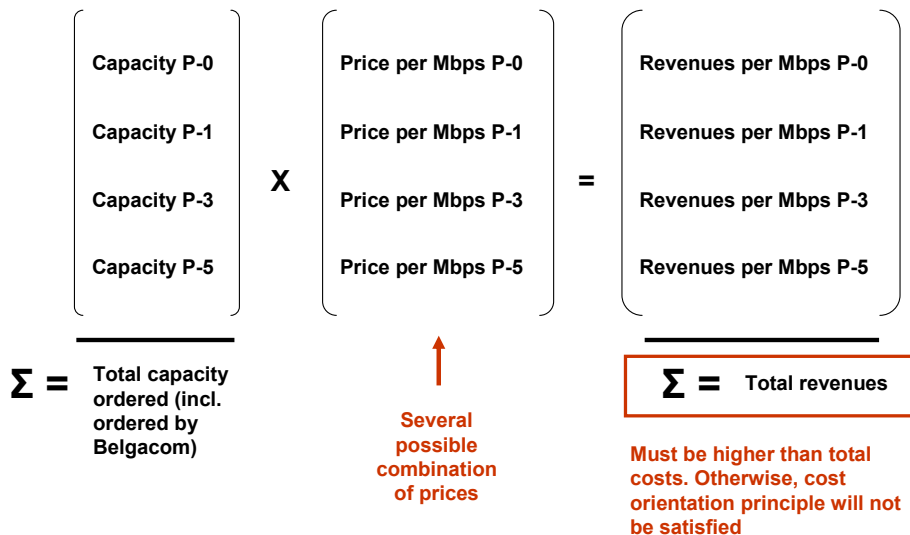 Capacity P-0
Capacity P-1
Capacity P-3
Capacity P-5
X
Price per Mbps P-0
Price per Mbps P-1
Price per Mbps P-3
Price per Mbps P-5
=
Revenues per Mbps P-0
Revenues per Mbps P-1
Revenues per Mbps P-3
Revenues per Mbps P-5
Σ =
Total capacity
ordered (incl.
ordered by
Belgacom)
Several
possible
combination
of prices
Σ = Total revenues
Must be higher than total
costs. Otherwise, cost
orientation principle will not
be satisfied